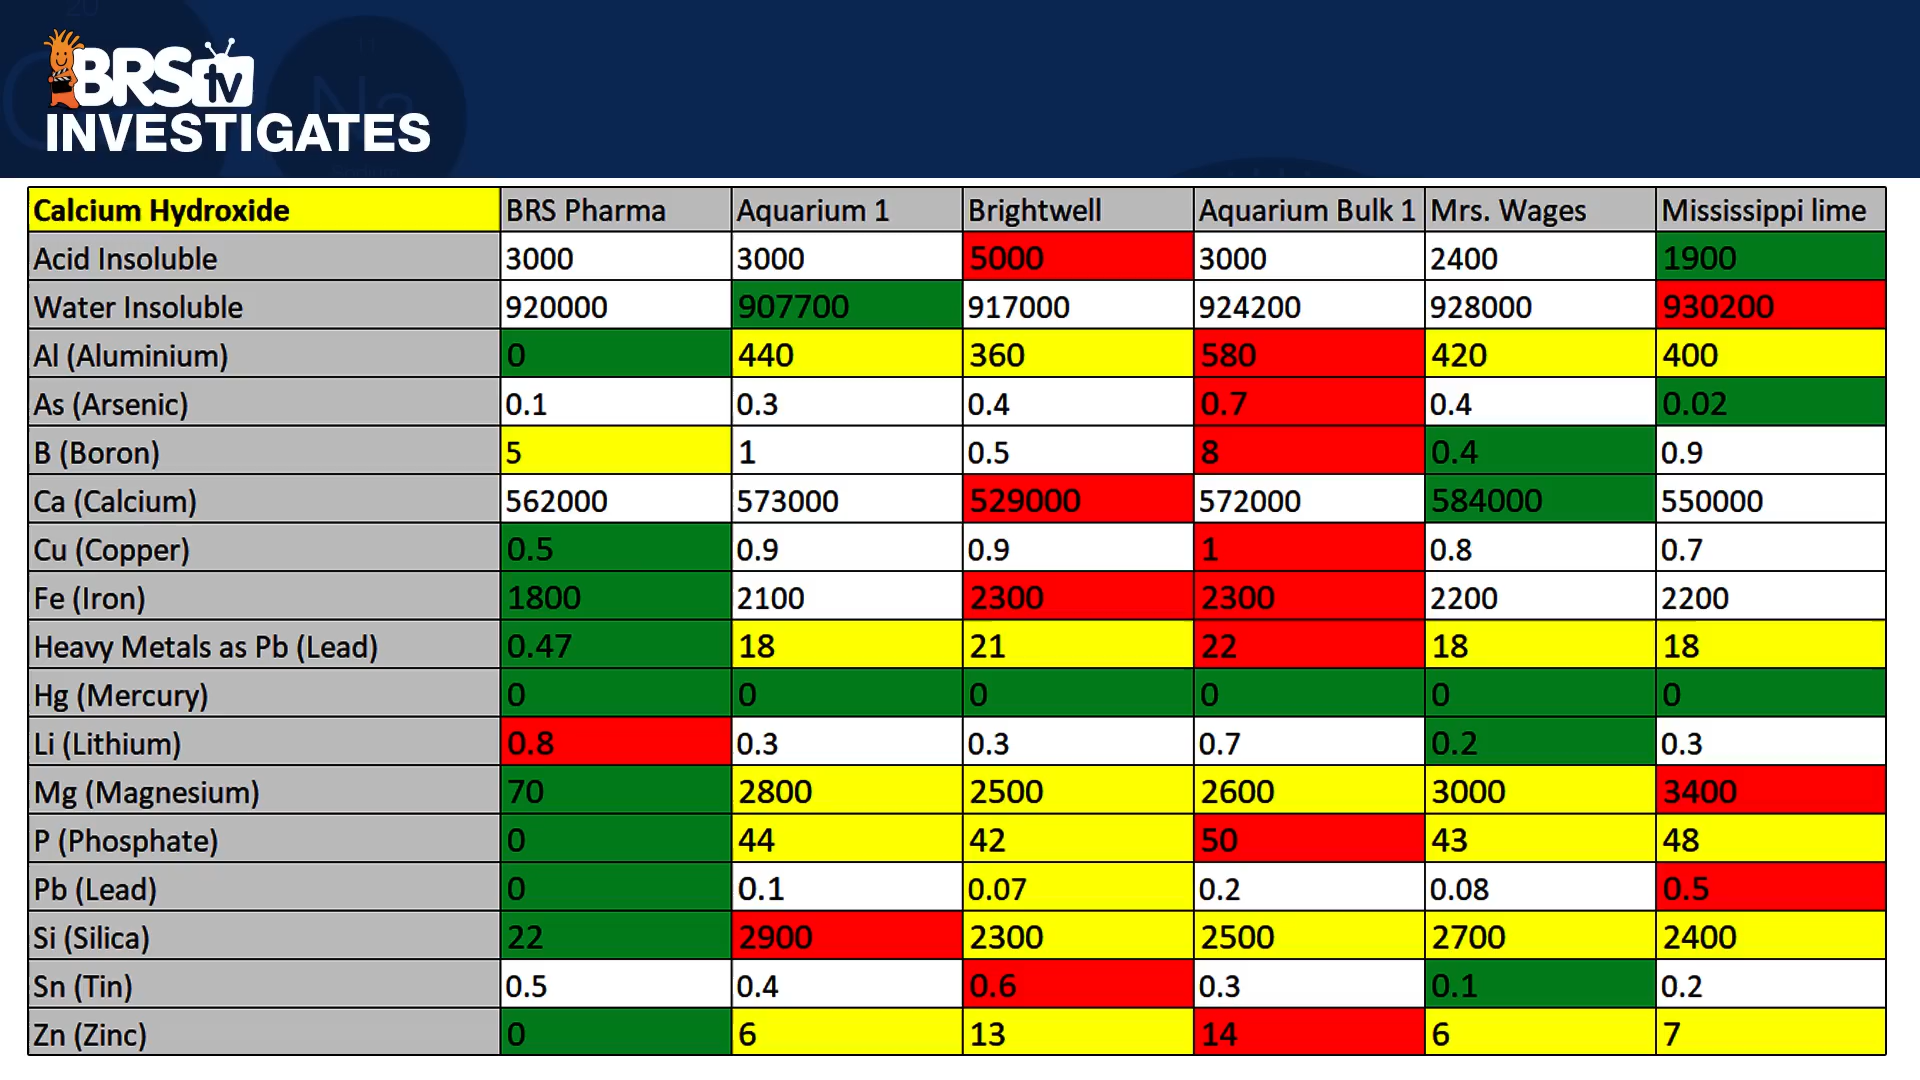 BRStv
INVESTIGATES
Calcium Hydroxide BRS Pharma Aquarium 1 Brightwell Aquarium Bulk 1 Mrs. Wages Mississippi lime
Acid Insoluble 3000 3000 5000 3000 2400 1900
Water Insoluble 920000 907700 917000 924200 928000 930200
Al (Aluminium) 0 440 360 580 420 400
As (Arsenic) 0.1 0.3 0.4 0.7 0.4 0.02
B (Boron) 5 1 0.5 8 0.4 0.9
Ca (Calcium) 562000 573000 529000 572000 584000 550000
Cu (Copper) 0.5 0.9 0.9 1 0.8 0.7
Fe (Iron) 1800 2100 2300 2300 2200 2200
Heavy Metals as Pb (Lead) 0.47 18 21 22 18 18
Hg (Mercury) 0 0 0 0 0 0
Li (Lithium) 0.8 0.3 0.3 0.7 0.2 0.3
Mg (Magnesium) 70 2800 2500 2600 3000 3400
P (Phosphate) 0 44 42 50 43 48
Pb (Lead) 0 0.1 0.07 0.2 0.08 0.5
Si (Silica) 22 2900 2300 2500 2700 2400
Sn (Tin) 0.5 0.4 0.6 0.3 0.1 0.2
Zn (Zinc) 0 6 13 14 6 7